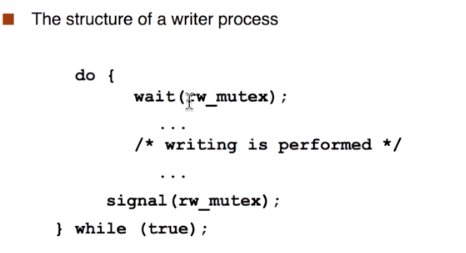 The structure of a writer process
do {
wait(rw_mutex);
...
/* writing is performed */
...
signal(rw_mutex);
} while (true);